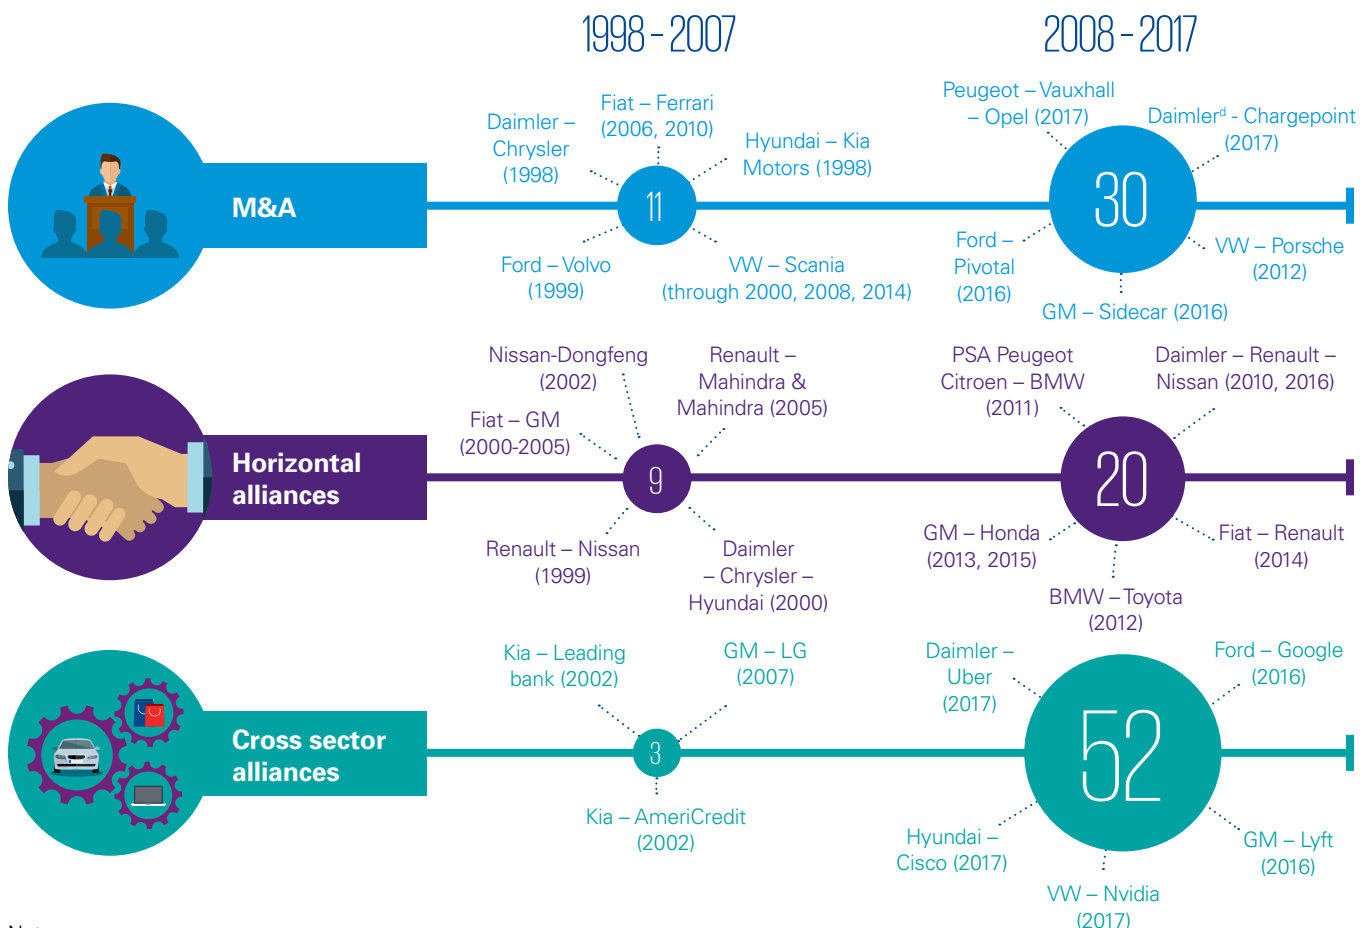 1998 – 2007
2008 – 2017
M&A
Daimler –
Chrysler
(1998)
Fiat – Ferrari
(2006, 2010)
Hyundai – Kia
Motors (1998)
11
Ford – Volvo
(1999)
VW – Scania
(through 2000, 2008, 2014)
Peugeot – Vauxhall
– Opel (2017)
Daimlerᵈ - Chargepoint
(2017)
30
Ford –
Pivotal
(2016)
GM – Sidecar (2016)
VW – Porsche
(2012)
Horizontal
alliances
Nissan-Dongfeng
(2002)
Renault –
Mahindra &
Mahindra (2005)
Fiat – GM
(2000-2005)
9
Renault – Nissan
(1999)
Daimler
– Chrysler –
Hyundai (2000)
PSA Peugeot
Citroen – BMW
(2011)
Daimler – Renault –
Nissan (2010, 2016)
20
GM – Honda
(2013, 2015)
BMW – Toyota
(2012)
Fiat – Renault
(2014)
Cross sector
alliances
Kia – Leading
bank (2002)
GM – LG
(2007)
3
Kia – AmeriCredit
(2002)
Daimler –
Uber
(2017)
Ford – Google
(2016)
52
Hyundai –
Cisco (2017)
VW – Nvidia
(2017)
GM – Lyft
(2016)